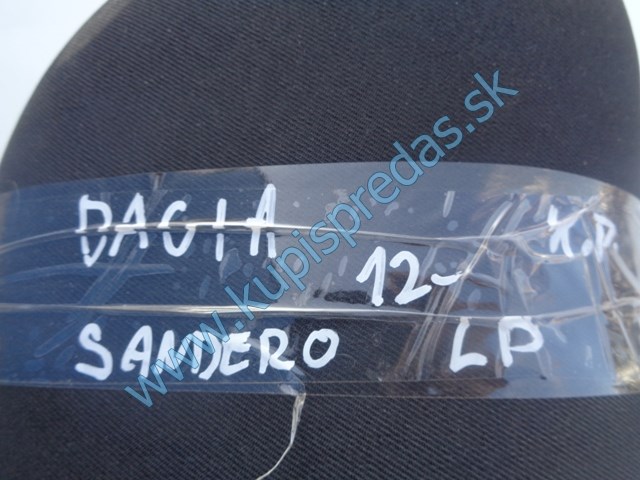 DACIA K.P.
12-
SANDERO LP
www.kupispredas.sk